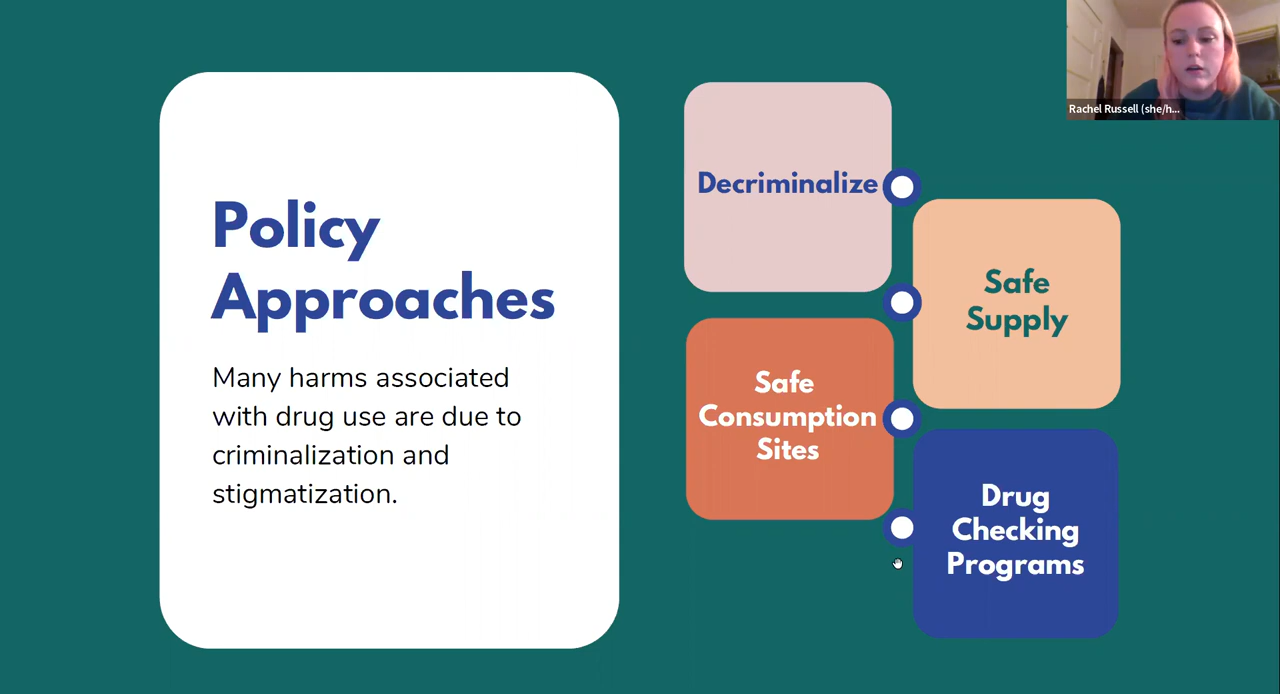 Policy
Approaches
Many harms associated
with drug use are due to
criminalization and
stigmatization.
Decriminalize
Safe
Supply
Safe
Consumption
Sites
Drug
Checking
Programs
Rachel Russell (she/h...